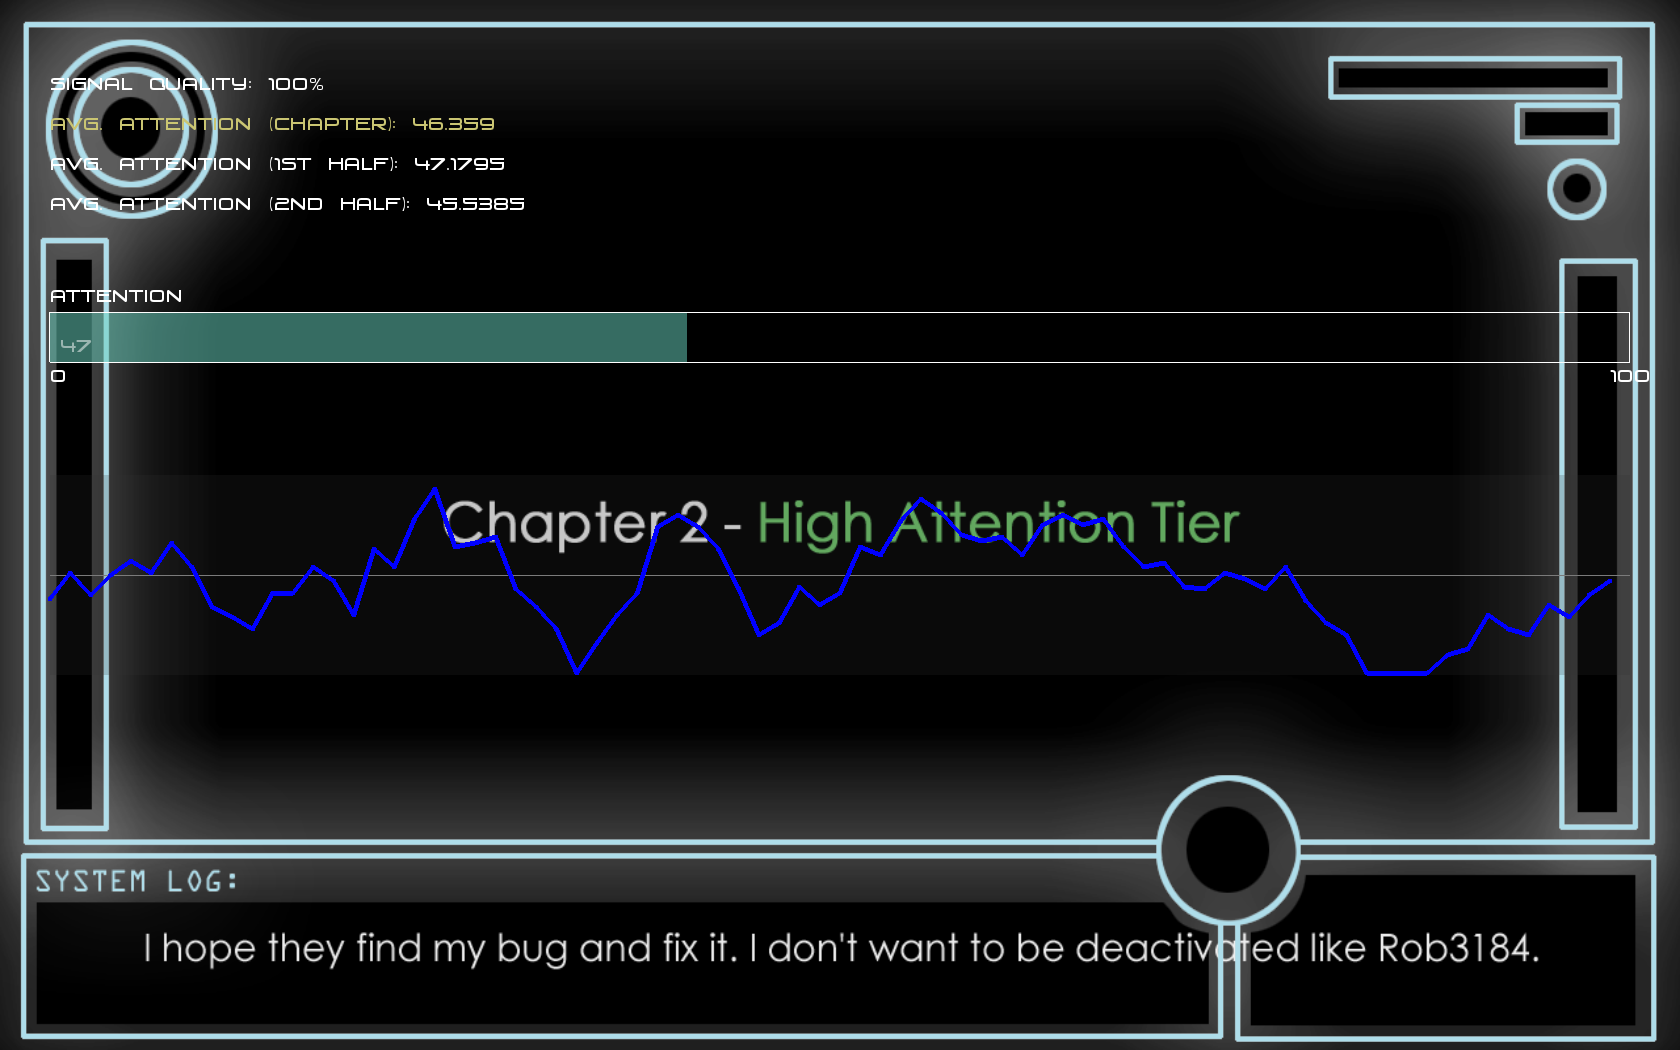 SIGNAL QUALITY: 100%
AVG. ATTENTION (CHAPTER): 46.359
AVG. ATTENTION (1ST HALF): 47.1795
AVG. ATTENTION (2ND HALF): 45.5385
ATTENTION
47
0 100
Chapter 2 - High Attention Tier
SYSTEM LOG:
I hope they find my bug and fix it. I don't want to be deactivated like Rob3184.